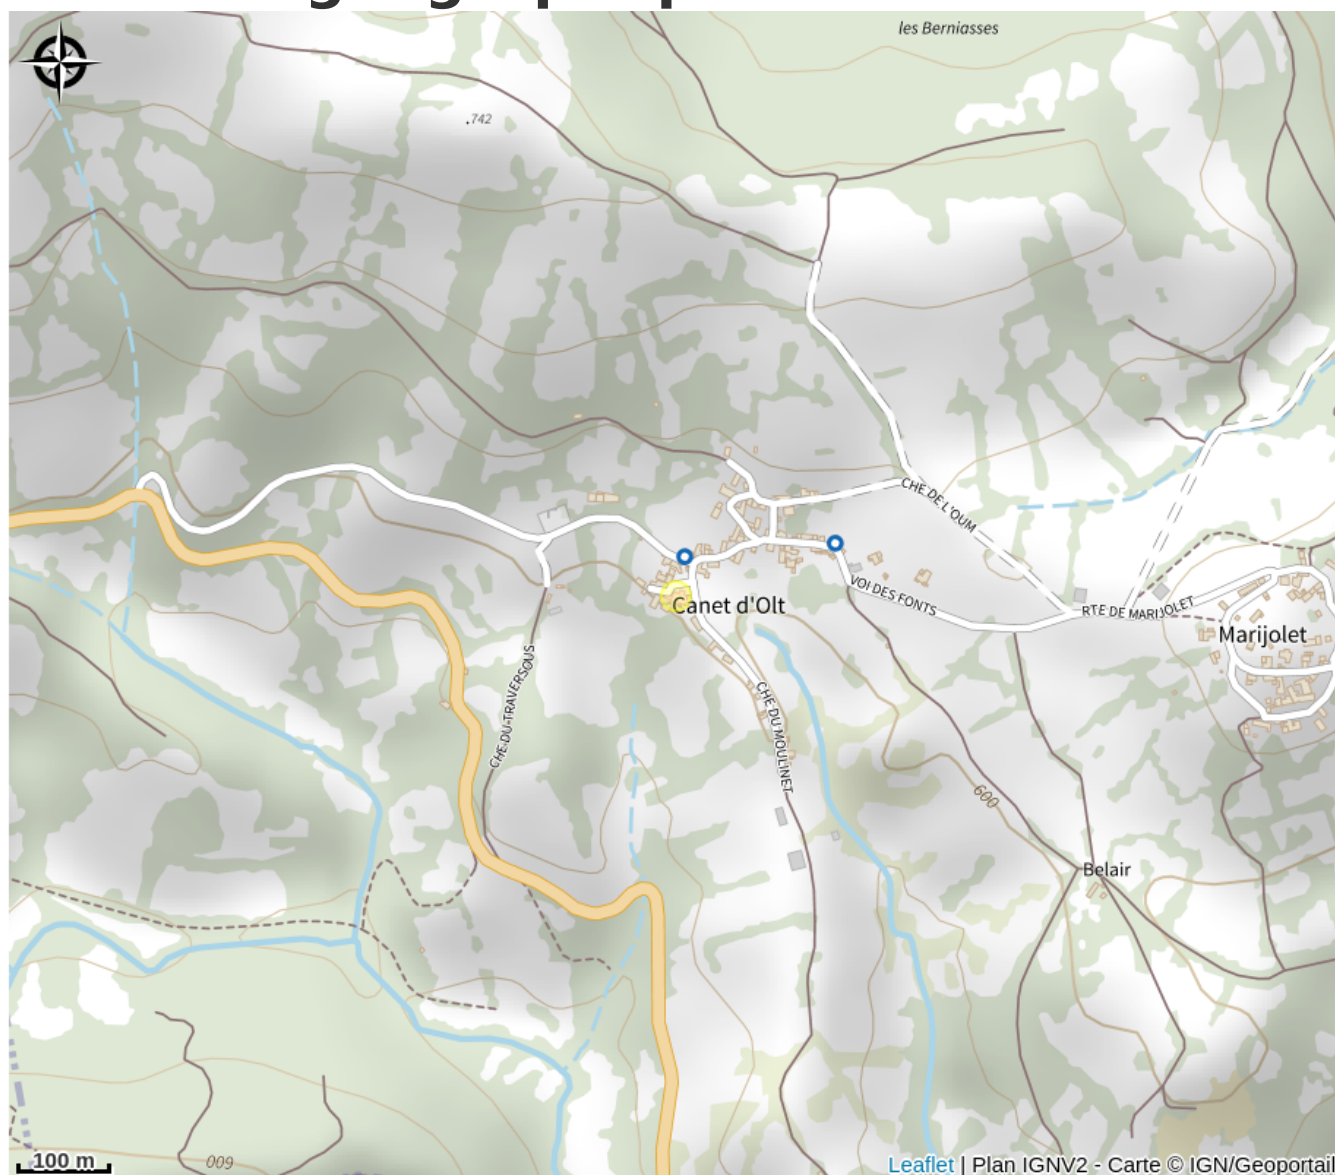 les Berniasses
.742
CHE DE L'OUM
VOI DES FONTS
RTE DE MARIJOLET
Canet d'Olt
Marijolet
CHE DU TRAVERSOUS
CHE DU MOULINET
600
Belair
600
100 m
Leaflet | Plan IGNV2 - Carte © IGN/Geoportail